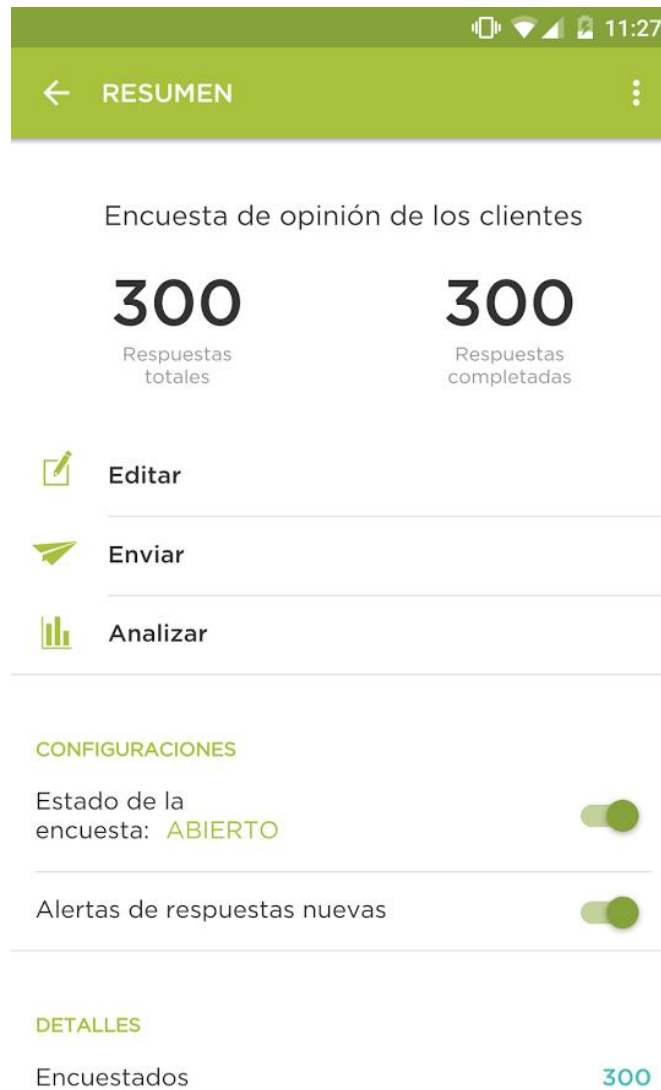 11:27
RESUMEN
Encuesta de opinión de los clientes
300
300
Respuestas
totales
Respuestas
completadas
Editar
Enviar
Analizar
CONFIGURACIONES
Estado de la
encuesta: ABIERTO
Alertas de respuestas nuevas
DETALLES
Encuestados 300